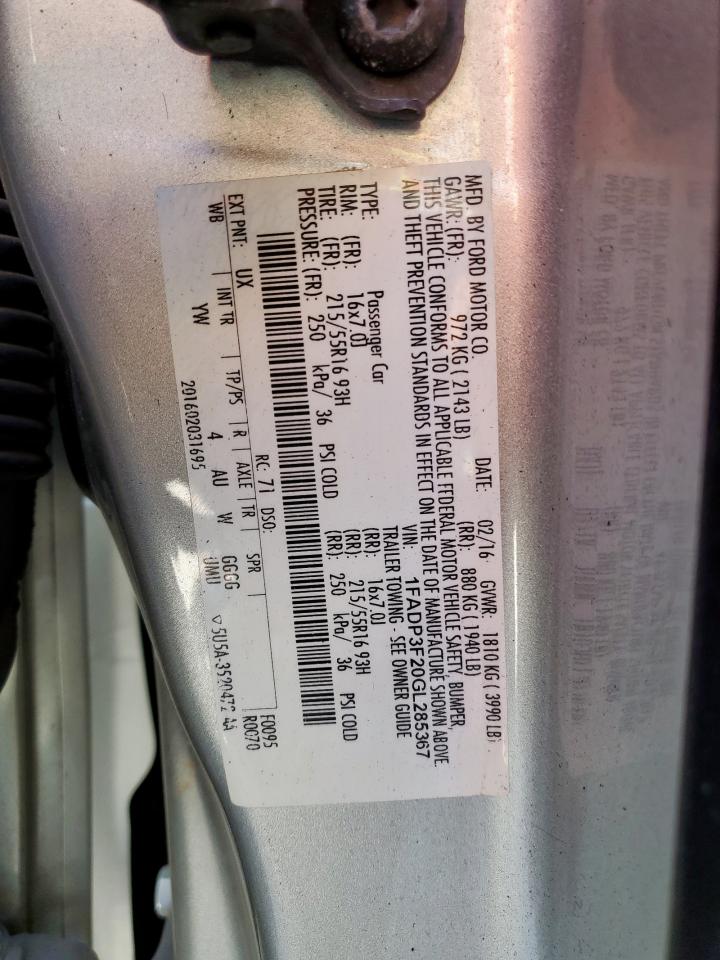 MFD. BY FORD MOTOR CO. DATE: 02/16 GVWR: 1810 KG ( 3990 LB)
GAWR: (FR): 972 KG ( 2143 LB) (RR): 880 KG ( 1940 LB)
THIS VEHICLE CONFORMS TO ALL APPLICABLE FEDERAL MOTOR VEHICLE SAFETY, BUMPER,
AND THEFT PREVENTION STANDARDS IN EFFECT ON THE DATE OF MANUFACTURE SHOWN ABOVE.
VIN: 1FADP3F20GL285367
TYPE: Passenger Car TRAILER TOWING - SEE OWNER GUIDE
RIM: (FR): 16x7.0J (RR): 16x7.0J
TIRE: (FR): 215/55R16 93H (RR): 215/55R16 93H
PRESSURE: (FR): 250 kPa/ 36 PSI COLD (RR): 250 kPa/ 36 PSI COLD
F0095
EXT PNT: UX RC: 71 DSO: R0070
WB INT TR TP/PS R AXLE TR SPR
YW 4 AU W GGGG
201602031695